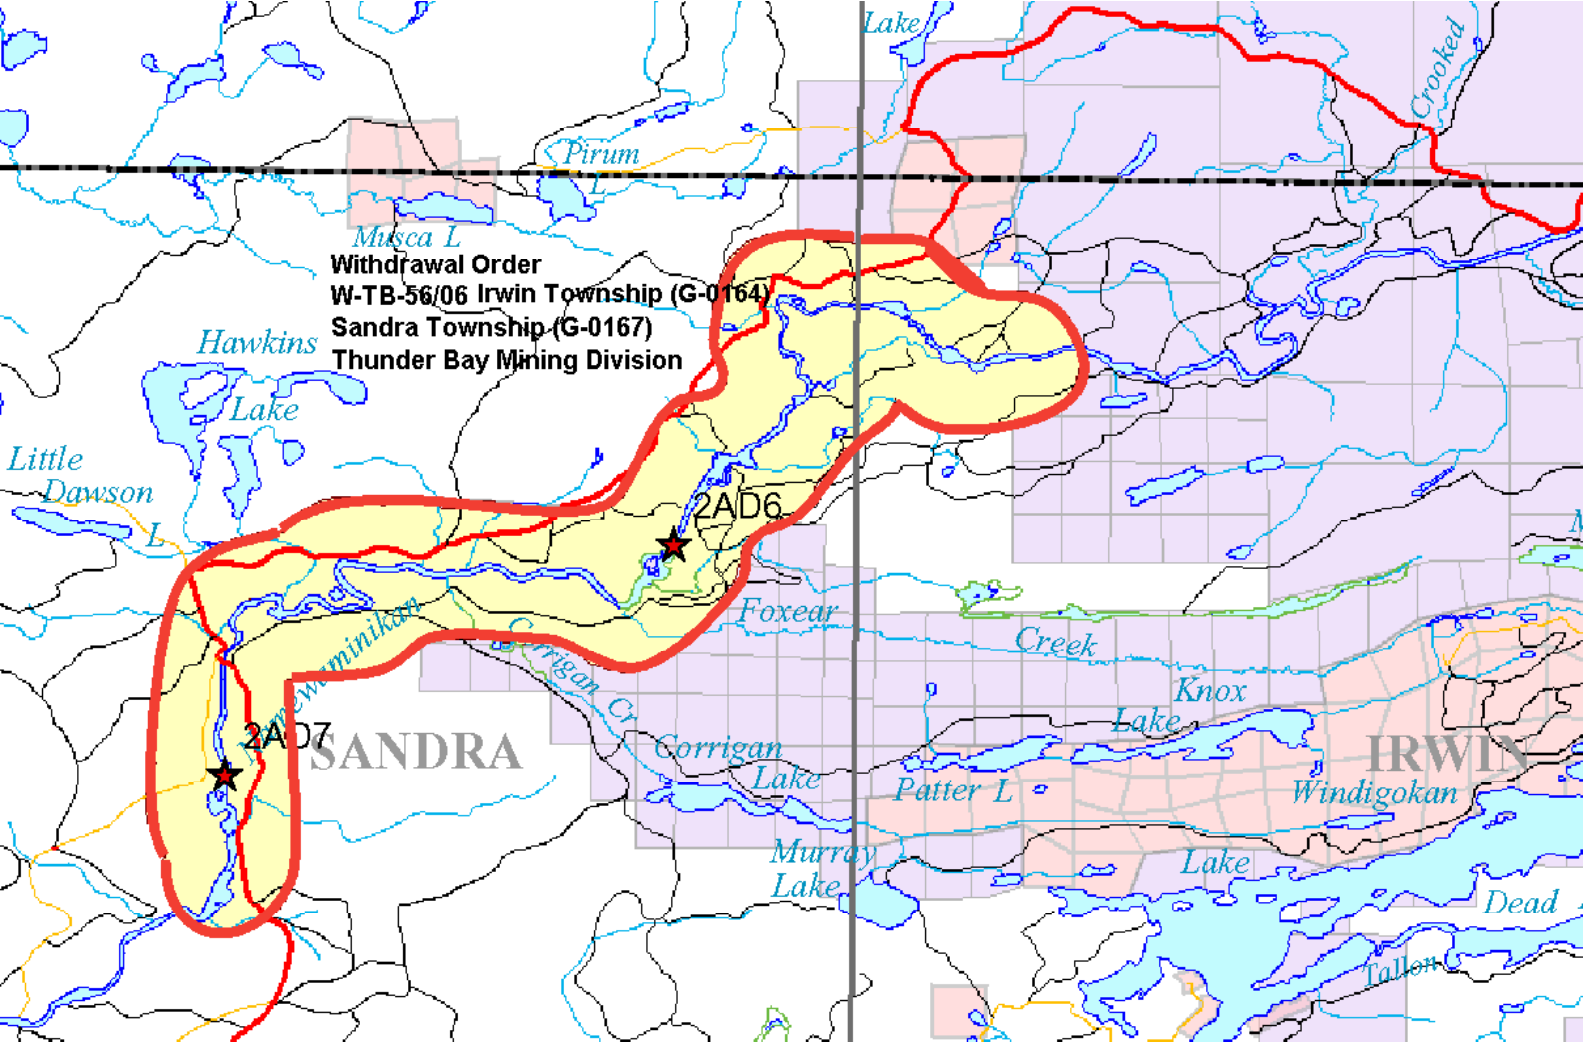 Lake
Crooked
Pirum
L
Musca L
Withdrawal Order
W-TB-56/06 Irwin Township (G-0164)
Sandra Township (G-0167)
Thunder Bay Mining Division
Hawkins
Lake
Little
Dawson
L
2AD6
Foxear
Creek
Corrigan Cr
Knox
Lake
2AD7
SANDRA
IRWIN
Corrigan
Lake
Patter L
Windigokan
Murray
Lake
Lake
Dead
Tallon